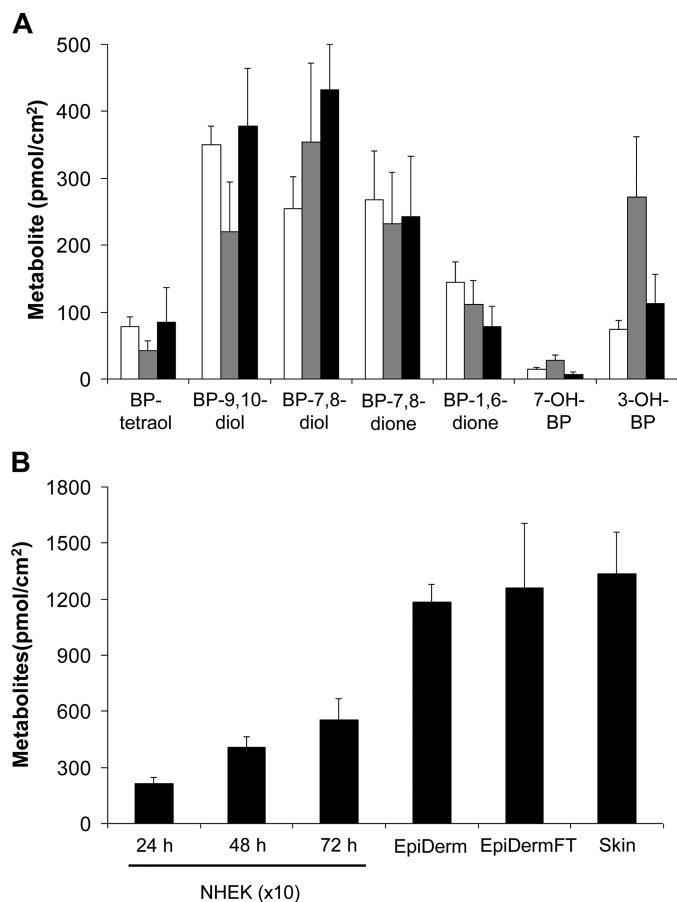 A
Metabolite (pmol/cm²)
500
400
300
200
100
0
BP-
tetraol
BP-9,10-
diol
BP-7,8-
diol
BP-7,8-
dione
BP-1,6-
dione
7-OH-
BP
3-OH-
BP
B
Metabolites(pmol/cm²)
1800
1500
1200
900
600
300
0
24 h
48 h
72 h
EpiDerm
EpiDermFT
Skin
NHEK (x10)